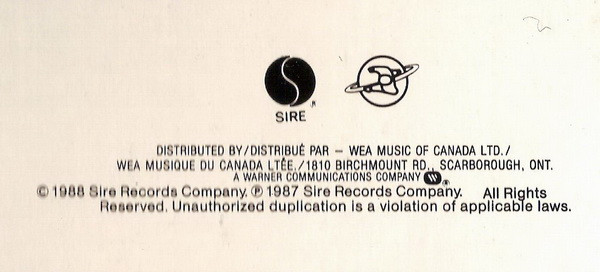 SIRE ®
DISTRIBUTED BY/DISTRIBUÉ PAR — WEA MUSIC OF CANADA LTD./
WEA MUSIQUE DU CANADA LTÉE./1810 BIRCHMOUNT RD., SCARBOROUGH, ONT.
A WARNER COMMUNICATIONS COMPANY ®
© 1988 Sire Records Company. ℗ 1987 Sire Records Company. All Rights
Reserved. Unauthorized duplication is a violation of applicable laws.